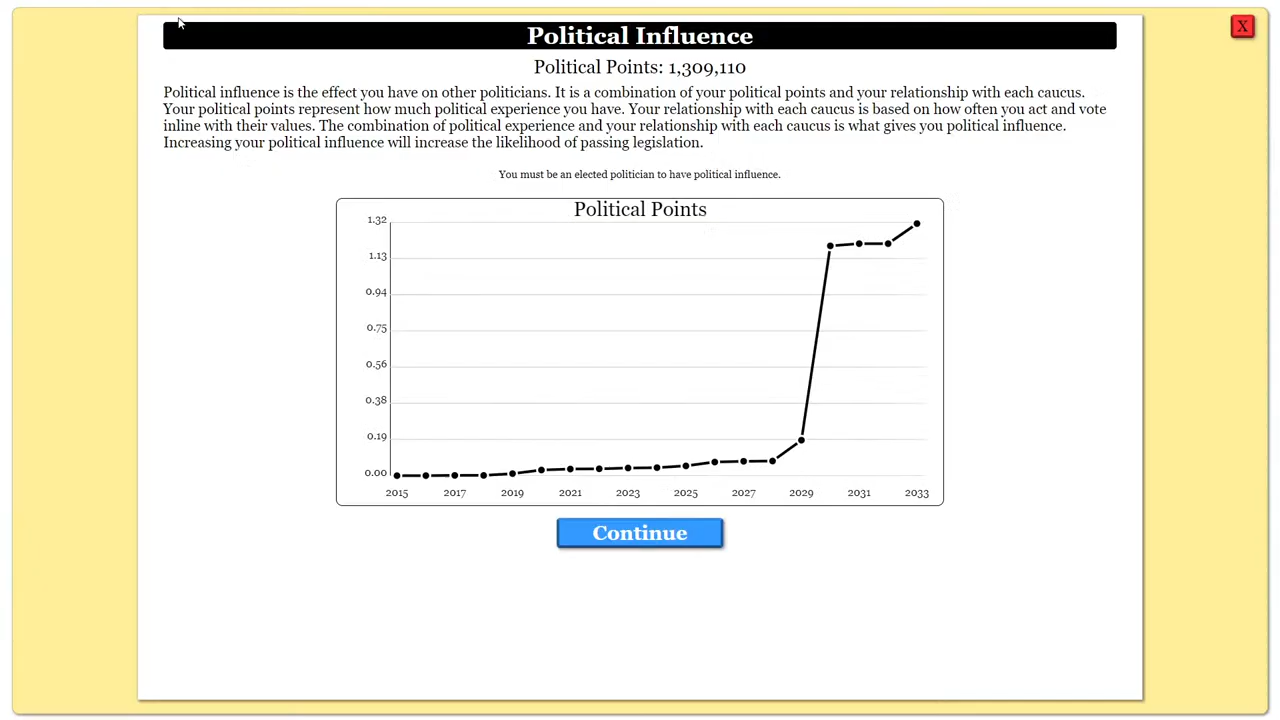 Political Influence
X
Political Points: 1,309,110
Political influence is the effect you have on other politicians. It is a combination of your political points and your relationship with each caucus.
Your political points represent how much political experience you have. Your relationship with each caucus is based on how often you act and vote
inline with their values. The combination of political experience and your relationship with each caucus is what gives you political influence.
Increasing your political influence will increase the likelihood of passing legislation.
You must be an elected politician to have political influence.
Political Points
1.32
1.13
0.94
0.75
0.56
0.38
0.19
0.00
2015 2017 2019 2021 2023 2025 2027 2029 2031 2033
Continue